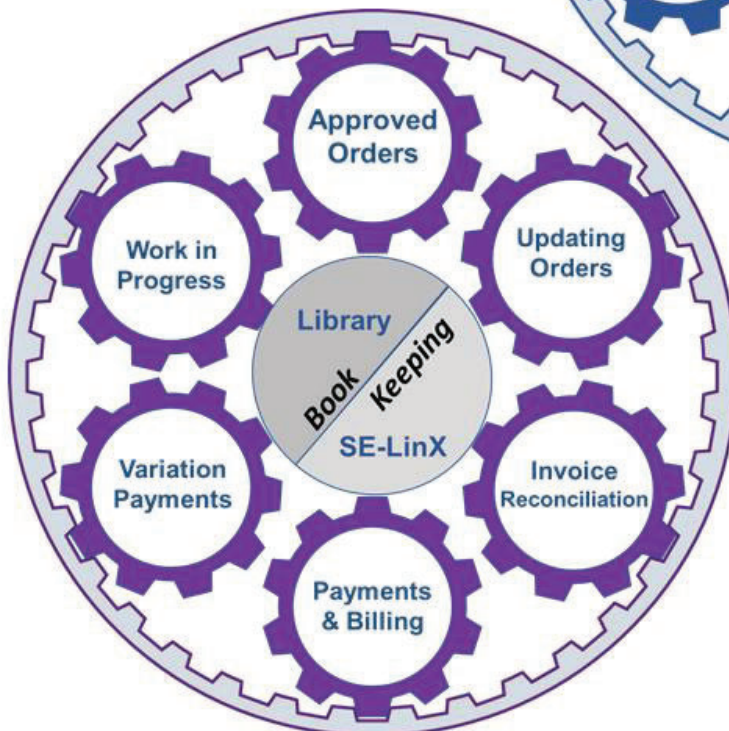 Approved
Orders
Updating
Orders
Work in
Progress
Library
Book Keeping
SE-LinX
Variation
Payments
Invoice
Reconciliation
Payments
& Billing